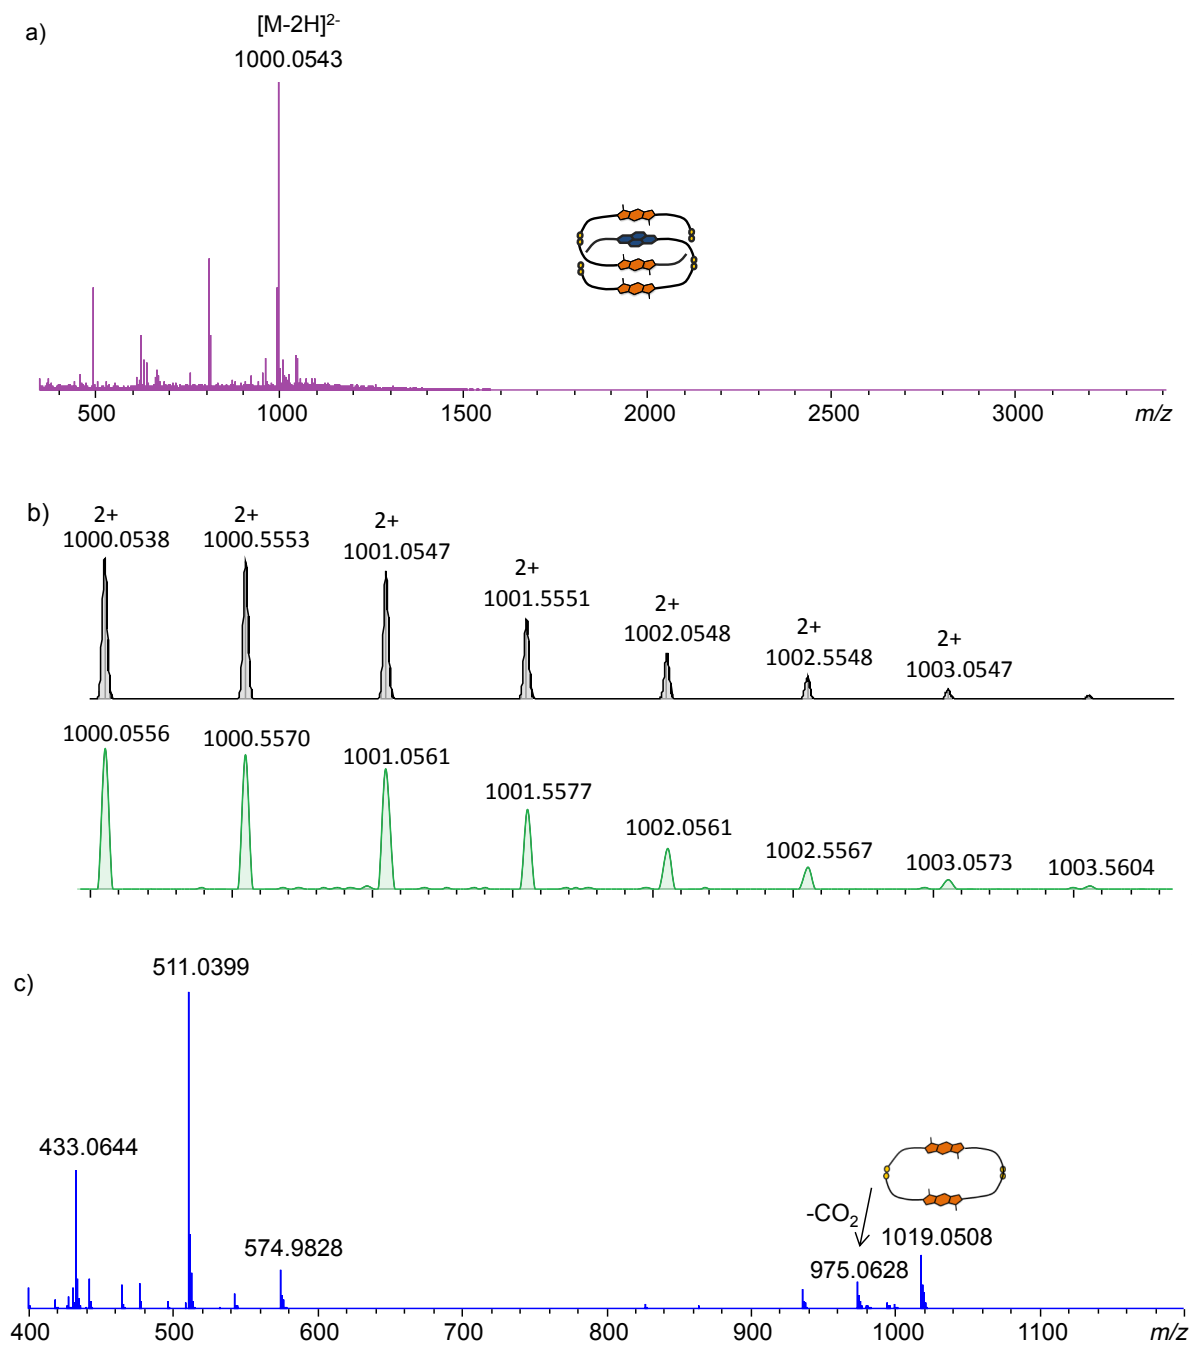 a)
[M-2H]²⁻
1000.0543
500 1000 1500 2000 2500 3000 m/z
b)
2+ 2+ 2+ 2+ 2+ 2+ 2+
1000.0538 1000.5553 1001.0547 1001.5551 1002.0548 1002.5548 1003.0547
1000.0556 1000.5570 1001.0561 1001.5577 1002.0561 1002.5567 1003.0573 1003.5604
c)
511.0399
433.0644
574.9828
-CO₂
1019.0508
975.0628
400 500 600 700 800 900 1000 1100 m/z